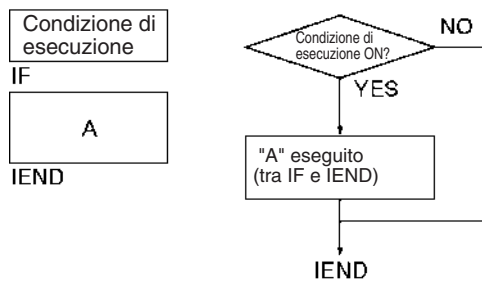 Condizione di
esecuzione
IF
A
IEND
Condizione di
esecuzione ON?
NO
YES
"A" eseguito
(tra IF e IEND)
IEND